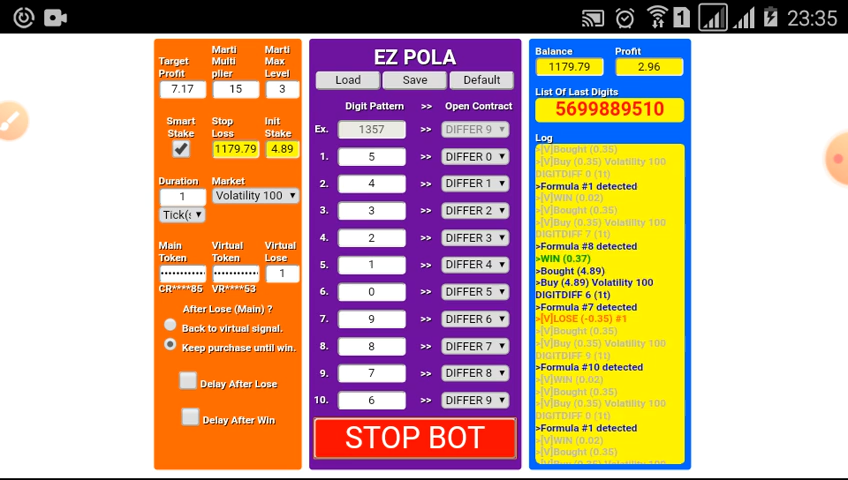 1
23:35
Target
Profit
Marti
Multi
plier
Marti
Max
Level
7.17
15
3
Smart
Stake
Stop
Loss
Init
Stake
1179.79
4.89
Duration
Market
1
Volatility 100
Tick(s
Main
Token
Virtual
Token
Virtual
Lose
••••••••••••
••••••••••••
1
CR****85
VR****53
After Lose (Main) ?
Back to virtual signal.
Keep purchase until win.
Delay After Lose
Delay After Win
EZ POLA
Load
Save
Default
Digit Pattern >> Open Contract
Ex. 1357 >> DIFFER 9
1. 5 >> DIFFER 0
2. 4 >> DIFFER 1
3. 3 >> DIFFER 2
4. 2 >> DIFFER 3
5. 1 >> DIFFER 4
6. 0 >> DIFFER 5
7. 9 >> DIFFER 6
8. 8 >> DIFFER 7
9. 7 >> DIFFER 8
10. 6 >> DIFFER 9
STOP BOT
Balance
Profit
1179.79
2.96
List Of Last Digits
5699889510
Log
>[V]Bought (0.35)
>[V]Buy (0.35) Volatility 100
DIGITDIFF 0 (1t)
>Formula #1 detected
>[V]WIN (0.02)
>[V]Bought (0.35)
>[V]Buy (0.35) Volatility 100
DIGITDIFF 7 (1t)
>Formula #8 detected
>WIN (0.37)
>Bought (4.89)
>Buy (4.89) Volatility 100
DIGITDIFF 6 (1t)
>Formula #7 detected
>[V]LOSE (-0.35) #1
>[V]Bought (0.35)
>[V]Buy (0.35) Volatility 100
DIGITDIFF 9 (1t)
>Formula #10 detected
>[V]WIN (0.02)
>[V]Bought (0.35)
>[V]Buy (0.35) Volatility 100
DIGITDIFF 0 (1t)
>Formula #1 detected
>[V]WIN (0.02)
>[V]Bought (0.35)
>[V]Buy (0.35) Volatility 100